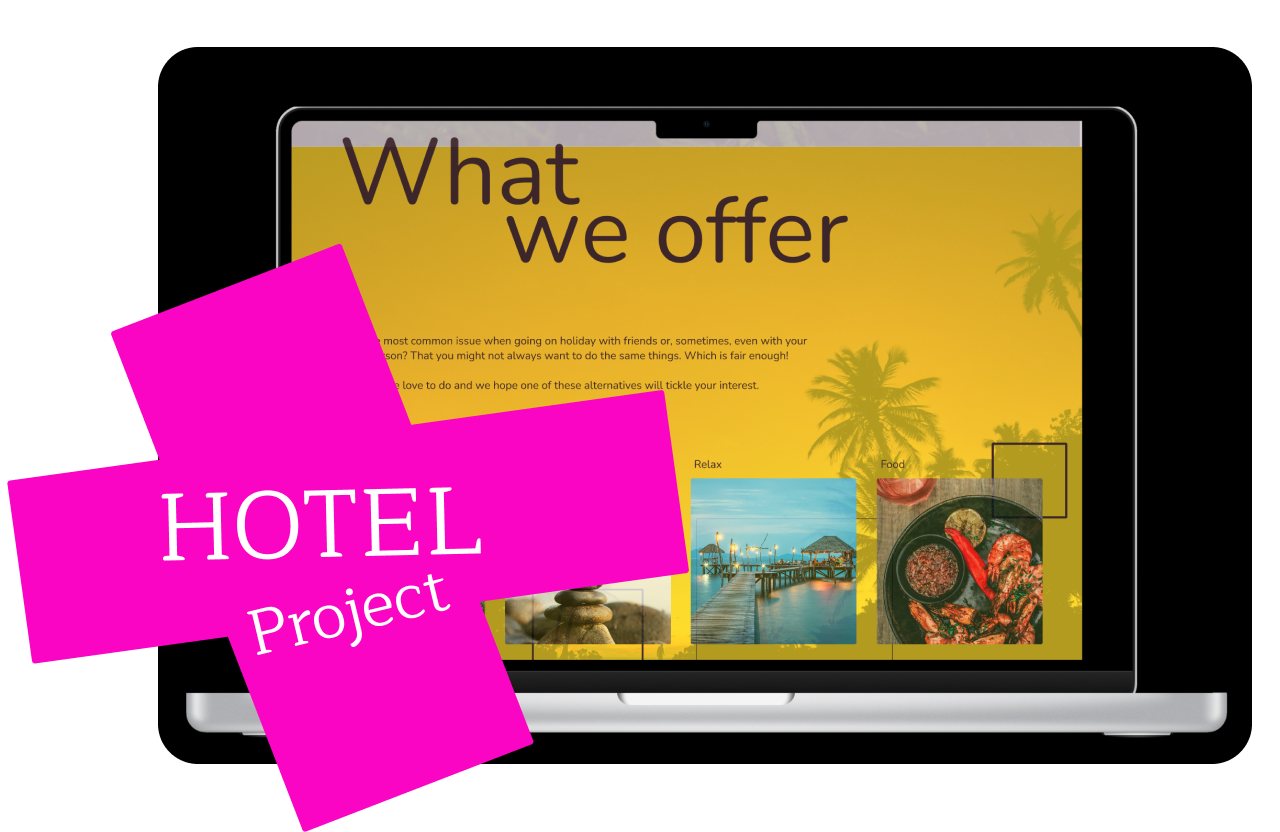 What
we offer
most common issue when going on holiday with friends or, sometimes, even with your
That you might not always want to do the same things. Which is fair enough!
love to do and we hope one of these alternatives will tickle your interest.
Relax
Food
HOTEL
Project